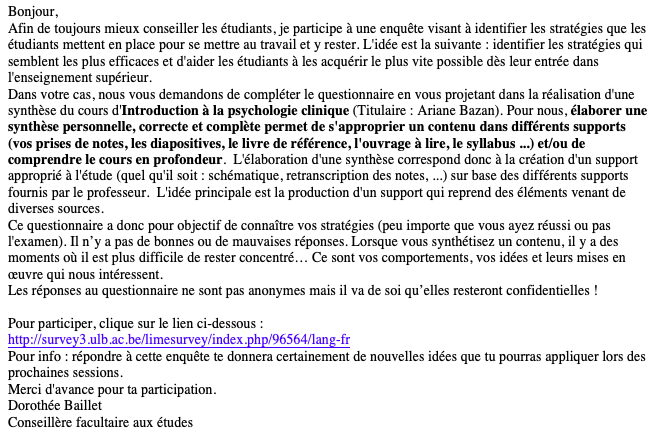 Bonjour,
Afin de toujours mieux conseiller les étudiants, je participe à une enquête visant à identifier les stratégies que les
étudiants mettent en place pour se mettre au travail et y rester. L'idée est la suivante : identifier les stratégies qui
semblent les plus efficaces et d'aider les étudiants à les acquérir le plus vite possible dès leur entrée dans
l'enseignement supérieur.
Dans votre cas, nous vous demandons de compléter le questionnaire en vous projetant dans la réalisation d'une
synthèse du cours d'Introduction à la psychologie clinique (Titulaire : Ariane Bazan). Pour nous, élaborer une
synthèse personnelle, correcte et complète permet de s'approprier un contenu dans différents supports
(vos prises de notes, les diapositives, le livre de référence, l'ouvrage à lire, le syllabus ...) et/ou de
comprendre le cours en profondeur. L'élaboration d'une synthèse correspond donc à la création d'un support
approprié à l'étude (quel qu'il soit : schématique, retranscription des notes, ...) sur base des différents supports
fournis par le professeur. L'idée principale est la production d'un support qui reprend des éléments venant de
diverses sources.
Ce questionnaire a donc pour objectif de connaître vos stratégies (peu importe que vous ayez réussi ou pas
l'examen). Il n’y a pas de bonnes ou de mauvaises réponses. Lorsque vous synthétisez un contenu, il y a des
moments où il est plus difficile de rester concentré… Ce sont vos comportements, vos idées et leurs mises en
œuvre qui nous intéressent.
Les réponses au questionnaire ne sont pas anonymes mais il va de soi qu’elles resteront confidentielles !
Pour participer, clique sur le lien ci-dessous :
http://survey3.ulb.ac.be/limesurvey/index.php/96564/lang-fr
Pour info : répondre à cette enquête te donnera certainement de nouvelles idées que tu pourras appliquer lors des
prochaines sessions.
Merci d'avance pour ta participation.
Dorothée Baillet
Conseillère facultaire aux études